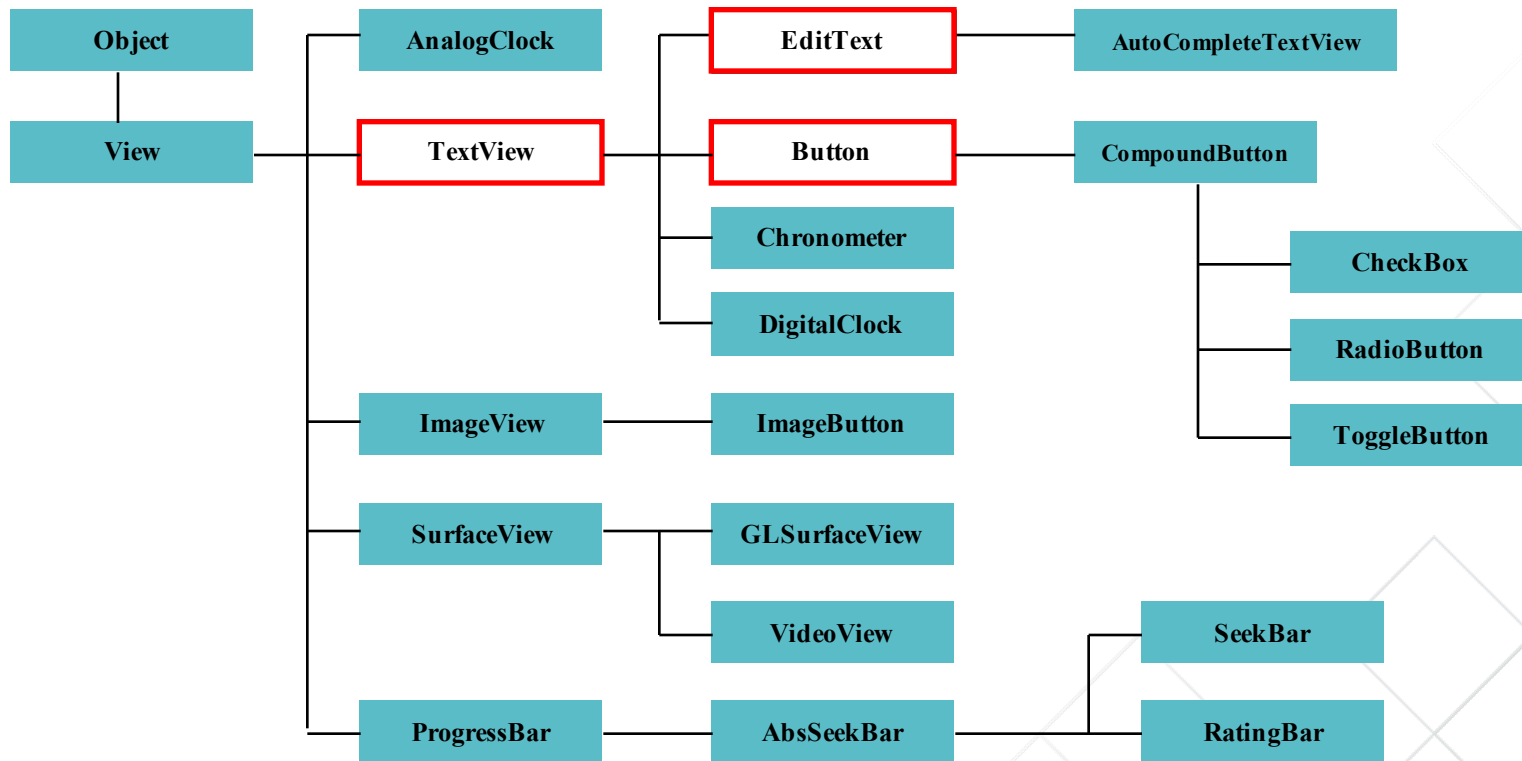 Object
AnalogClock
EditText
AutoCompleteTextView
View
TextView
Button
CompoundButton
Chronometer
CheckBox
DigitalClock
RadioButton
ImageView
ImageButton
ToggleButton
SurfaceView
GLSurfaceView
VideoView
SeekBar
ProgressBar
AbsSeekBar
RatingBar